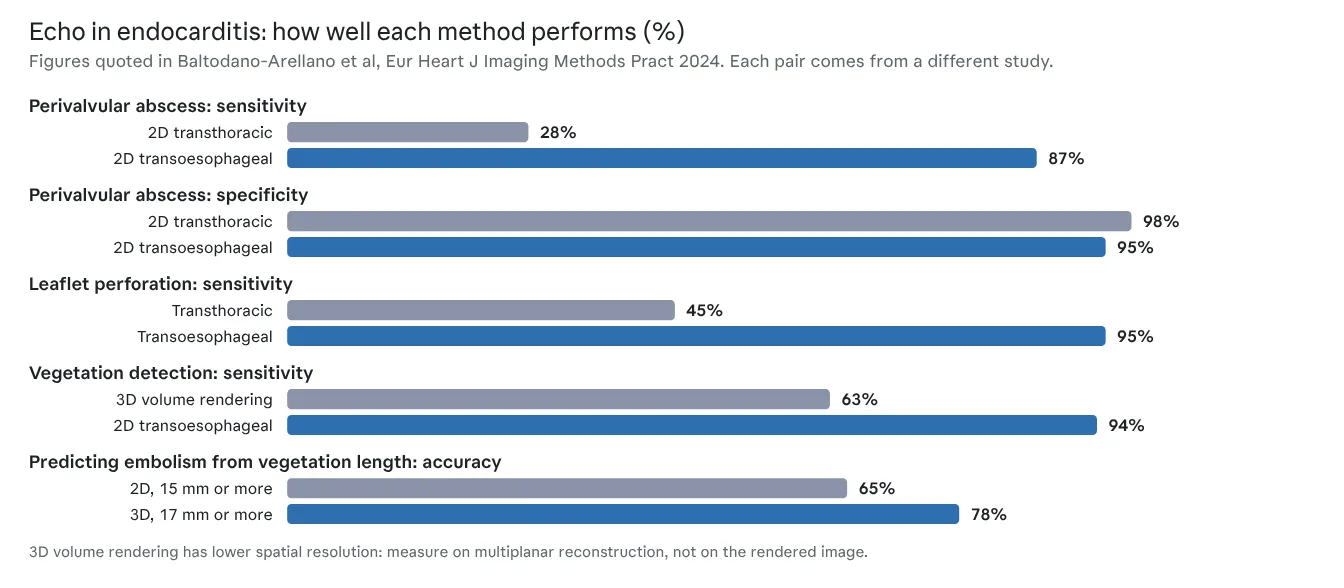 Echo in endocarditis: how well each method performs (%)
Figures quoted in Baltodano-Arellano et al, Eur Heart J Imaging Methods Pract 2024. Each pair comes from a different study.
Perivalvular abscess: sensitivity
2D transthoracic 28%
2D transoesophageal 87%
Perivalvular abscess: specificity
2D transthoracic 98%
2D transoesophageal 95%
Leaflet perforation: sensitivity
Transthoracic 45%
Transoesophageal 95%
Vegetation detection: sensitivity
3D volume rendering 63%
2D transoesophageal 94%
Predicting embolism from vegetation length: accuracy
2D, 15 mm or more 65%
3D, 17 mm or more 78%
3D volume rendering has lower spatial resolution: measure on multiplanar reconstruction, not on the rendered image.